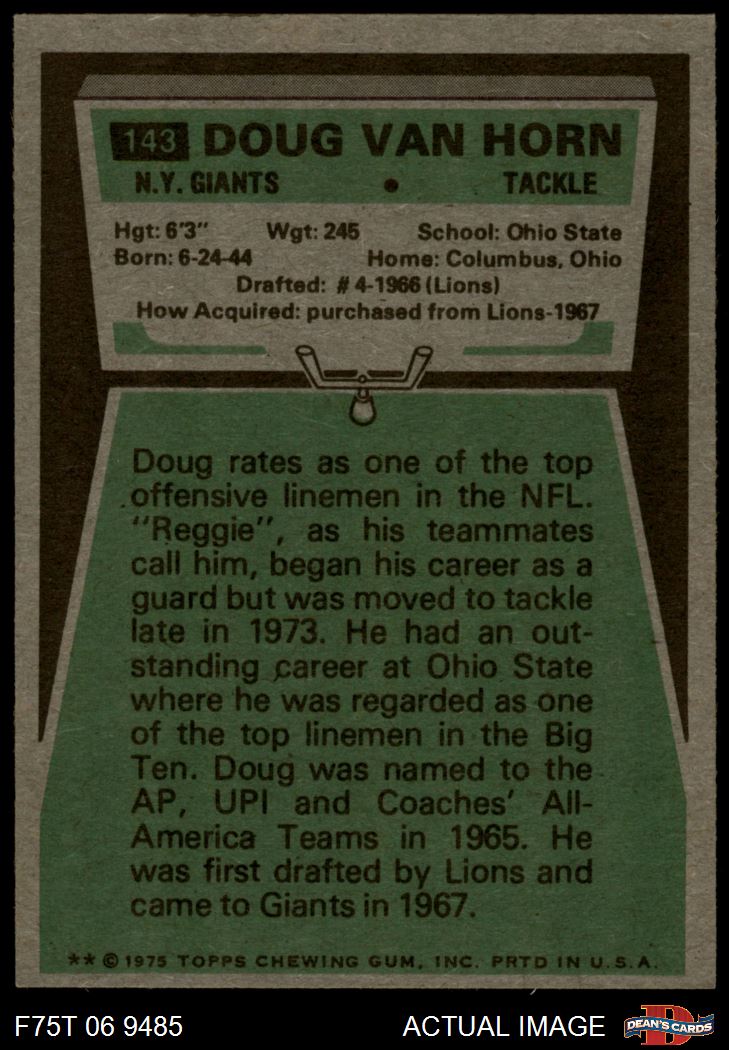 143 DOUG VAN HORN
N.Y. GIANTS • TACKLE
Hgt: 6'3" Wgt: 245 School: Ohio State
Born: 6-24-44 Home: Columbus, Ohio
Drafted: #4-1966 (Lions)
How Acquired: purchased from Lions-1967
Doug rates as one of the top
offensive linemen in the NFL.
"Reggie", as his teammates
call him, began his career as a
guard but was moved to tackle
late in 1973. He had an out-
standing career at Ohio State
where he was regarded as one
of the top linemen in the Big
Ten. Doug was named to the
AP, UPI and Coaches' All-
America Teams in 1965. He
was first drafted by Lions and
came to Giants in 1967.
** © 1975 TOPPS CHEWING GUM, INC. PRTD IN U.S.A.
F75T 06 9485 ACTUAL IMAGE D DEAN'S CARDS